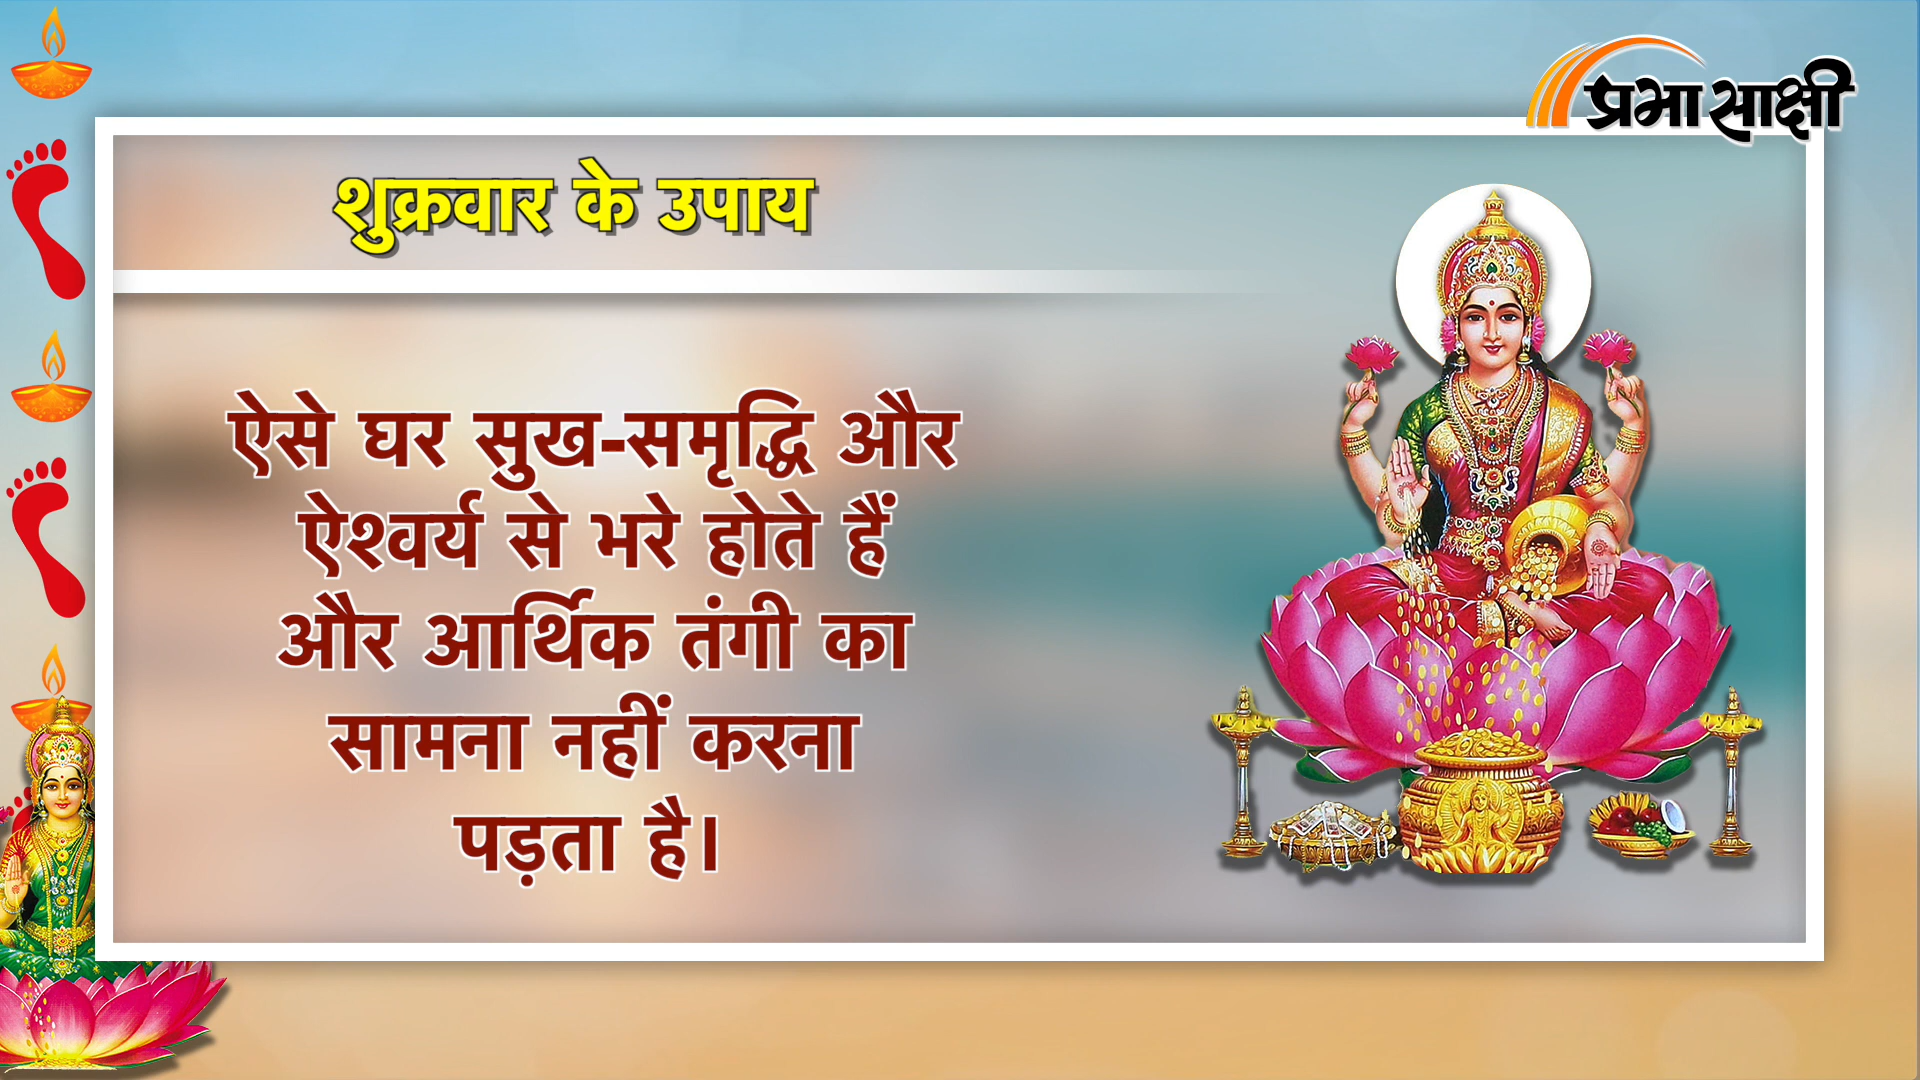 प्रभासाक्षी
शुक्रवार के उपाय
ऐसे घर सुख-समृद्धि और
ऐश्वर्य से भरे होते हैं
और आर्थिक तंगी का
सामना नहीं करना
पड़ता है।